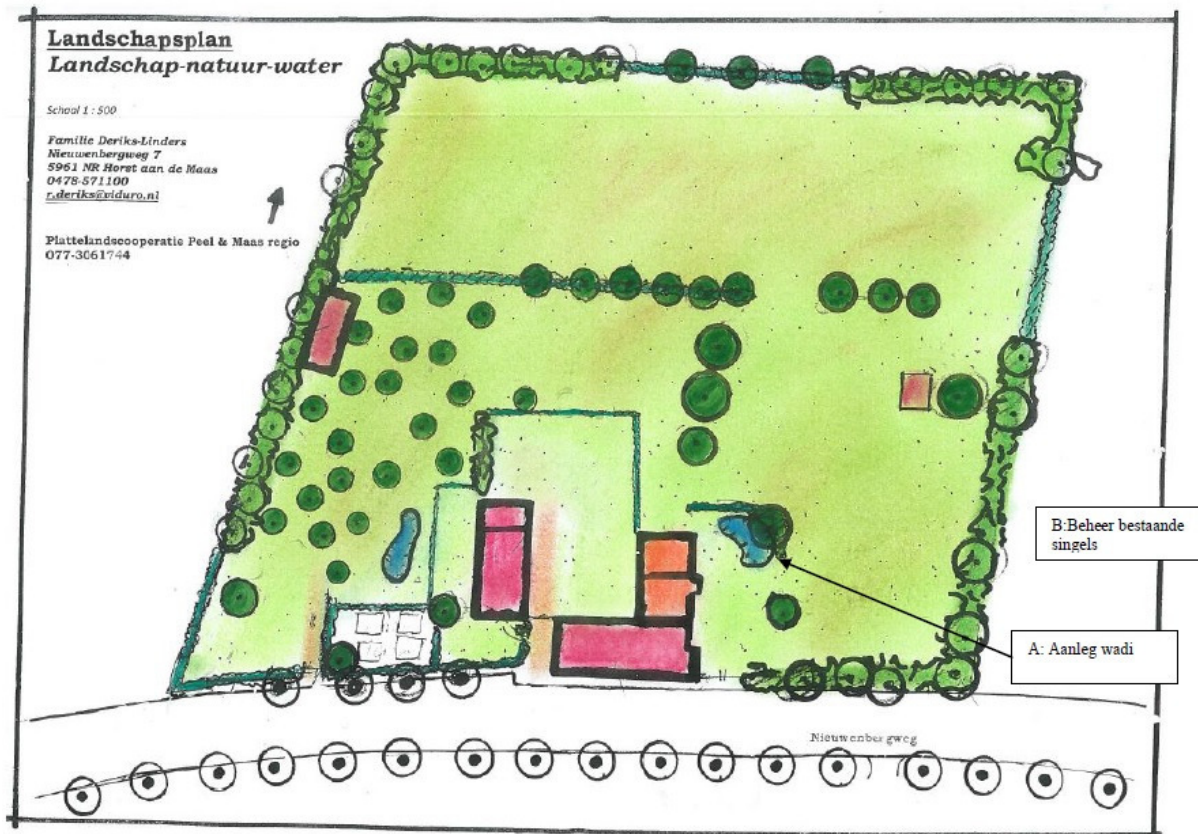 Landschapsplan
Landschap-natuur-water
Schaal 1 : 500
Familie Deriks-Linders
Nieuwenbergweg 7
5961 NR Horst aan de Maas
0478-571100
r.deriks@viduro.nl
Plattelandscooperatie Peel & Maas regio
077-3061744
B:Beheer bestaande
singels
A: Aanleg wadi
Nieuwenbergweg